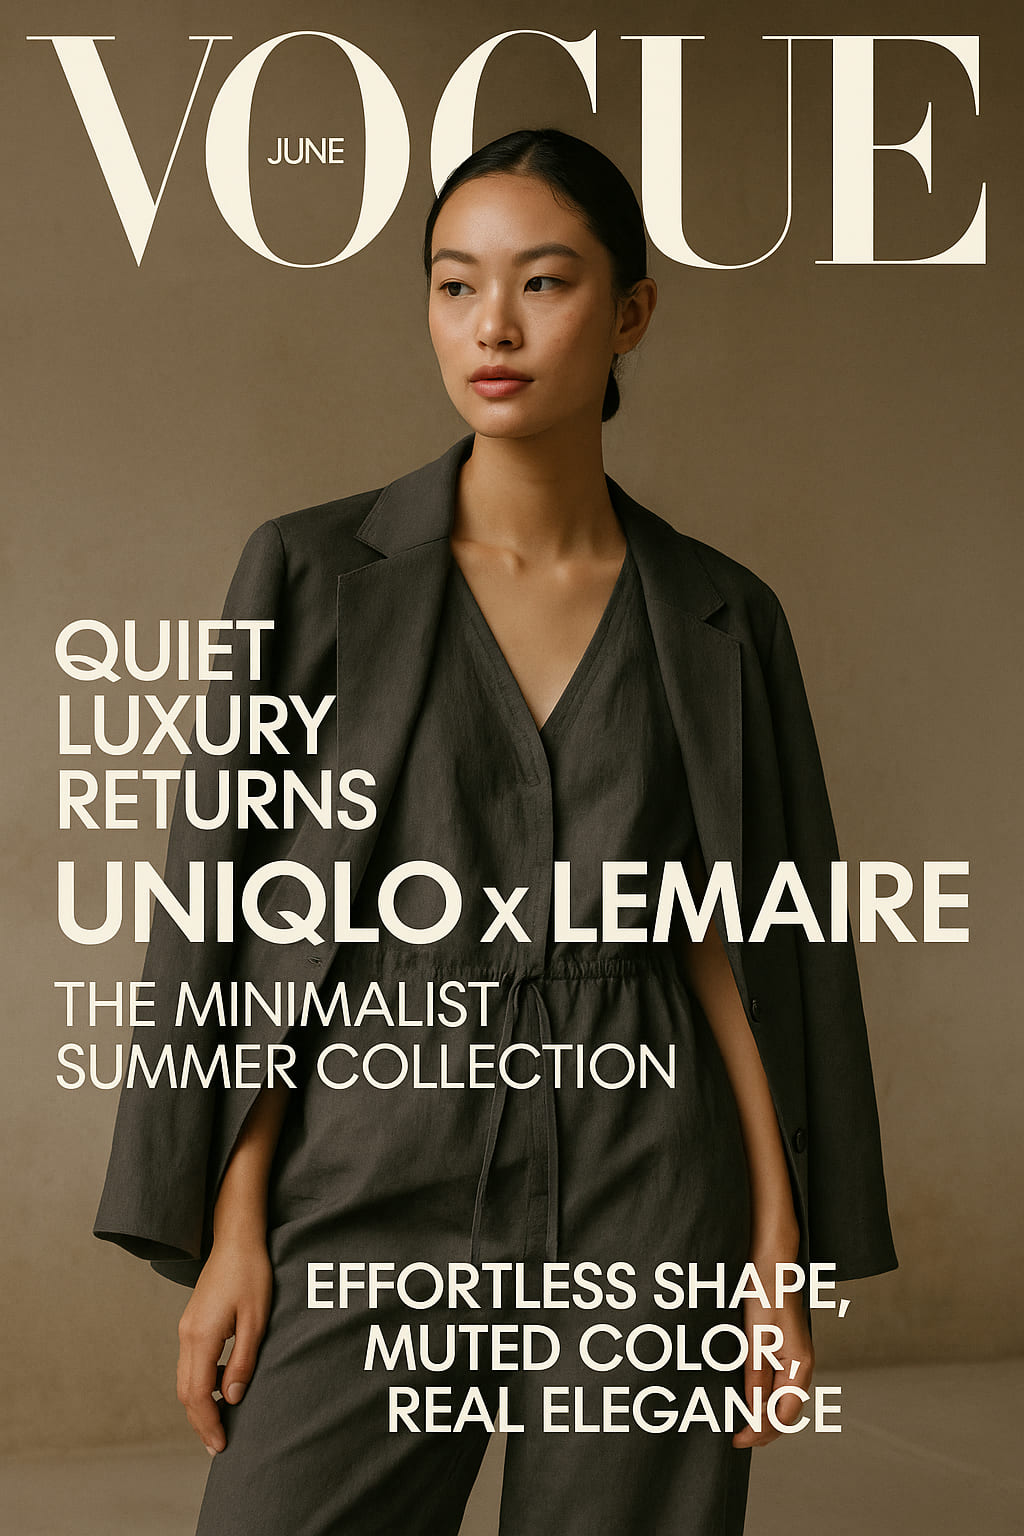 VOGUE
JUNE
QUIET
LUXURY
RETURNS
UNIQLO x LEMAIRE
THE MINIMALIST
SUMMER COLLECTION
EFFORTLESS SHAPE,
MUTED COLOR,
REAL ELEGANCE